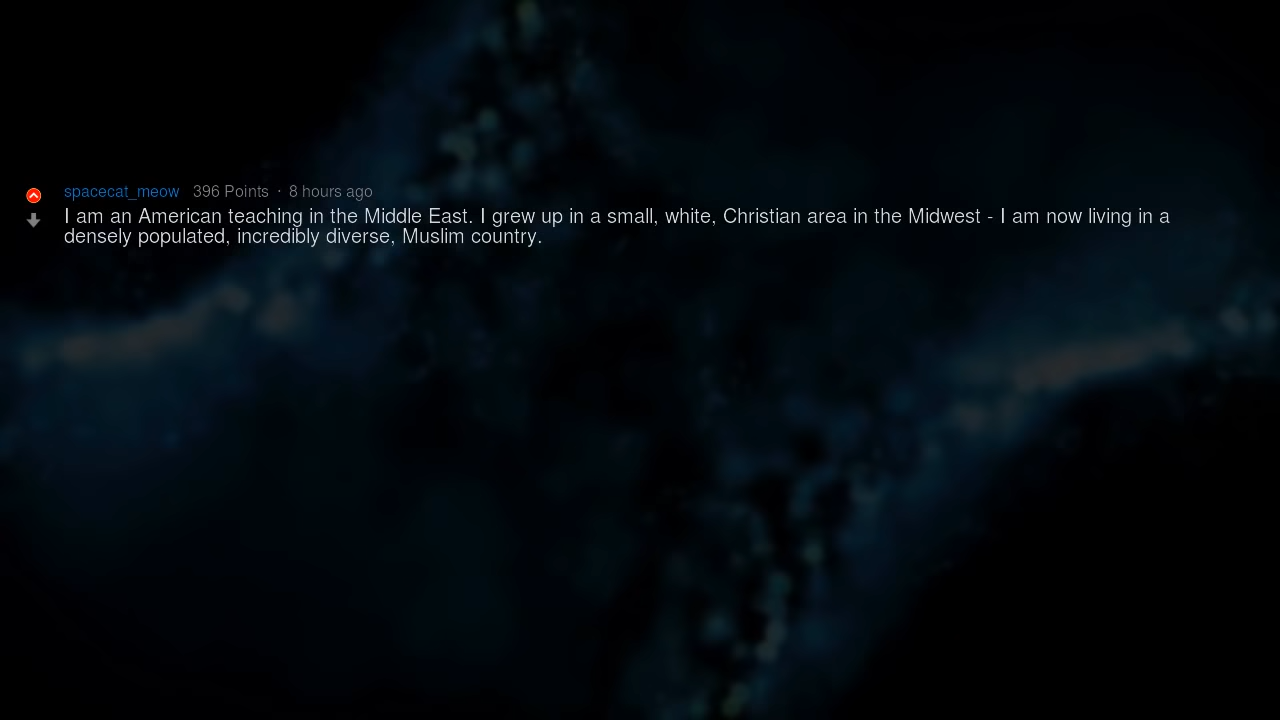 spacecat_meow 396 Points · 8 hours ago
I am an American teaching in the Middle East. I grew up in a small, white, Christian area in the Midwest - I am now living in a
densely populated, incredibly diverse, Muslim country.